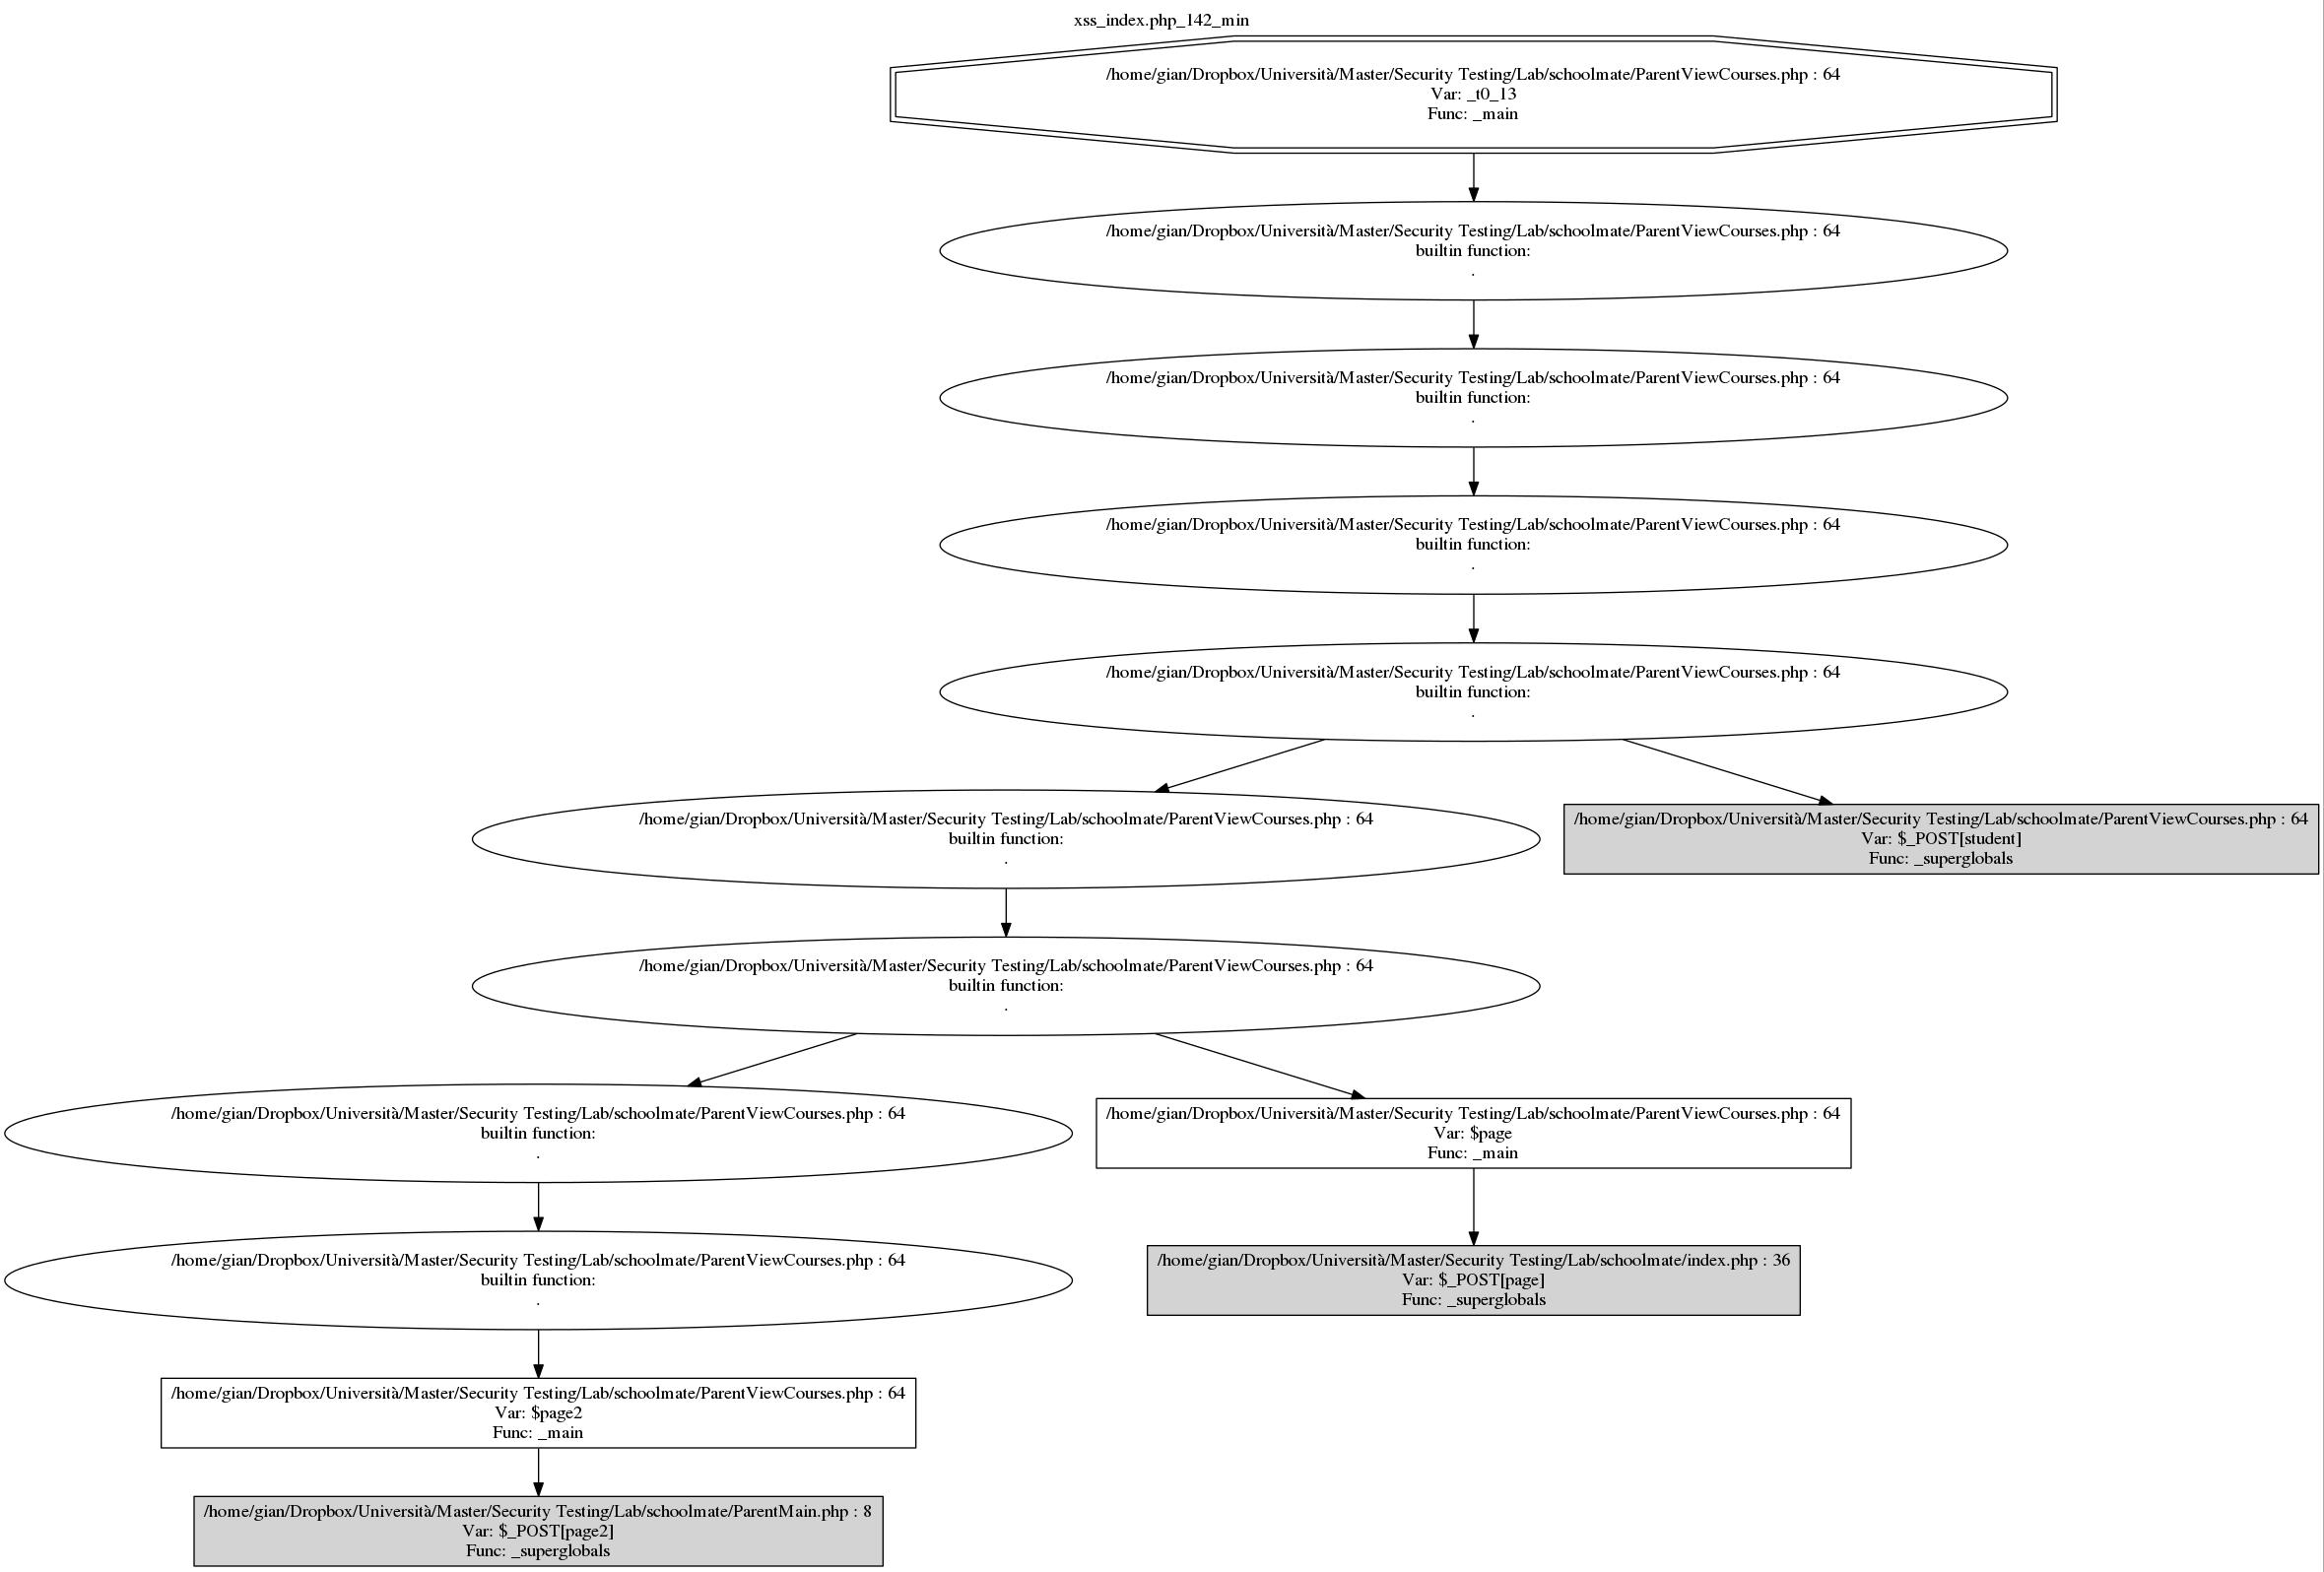 xss_index.php_142_min
/home/gian/Dropbox/Università/Master/Security Testing/Lab/schoolmate/ParentViewCourses.php : 64
Var: _t0_13
Func: _main
/home/gian/Dropbox/Università/Master/Security Testing/Lab/schoolmate/ParentViewCourses.php : 64
builtin function:
.
/home/gian/Dropbox/Università/Master/Security Testing/Lab/schoolmate/ParentViewCourses.php : 64
builtin function:
.
/home/gian/Dropbox/Università/Master/Security Testing/Lab/schoolmate/ParentViewCourses.php : 64
builtin function:
.
/home/gian/Dropbox/Università/Master/Security Testing/Lab/schoolmate/ParentViewCourses.php : 64
builtin function:
.
/home/gian/Dropbox/Università/Master/Security Testing/Lab/schoolmate/ParentViewCourses.php : 64
builtin function:
.
/home/gian/Dropbox/Università/Master/Security Testing/Lab/schoolmate/ParentViewCourses.php : 64
Var: $_POST[student]
Func: _superglobals
/home/gian/Dropbox/Università/Master/Security Testing/Lab/schoolmate/ParentViewCourses.php : 64
builtin function:
.
/home/gian/Dropbox/Università/Master/Security Testing/Lab/schoolmate/ParentViewCourses.php : 64
builtin function:
.
/home/gian/Dropbox/Università/Master/Security Testing/Lab/schoolmate/ParentViewCourses.php : 64
Var: $page
Func: _main
/home/gian/Dropbox/Università/Master/Security Testing/Lab/schoolmate/ParentViewCourses.php : 64
builtin function:
.
/home/gian/Dropbox/Università/Master/Security Testing/Lab/schoolmate/index.php : 36
Var: $_POST[page]
Func: _superglobals
/home/gian/Dropbox/Università/Master/Security Testing/Lab/schoolmate/ParentViewCourses.php : 64
Var: $page2
Func: _main
/home/gian/Dropbox/Università/Master/Security Testing/Lab/schoolmate/ParentMain.php : 8
Var: $_POST[page2]
Func: _superglobals